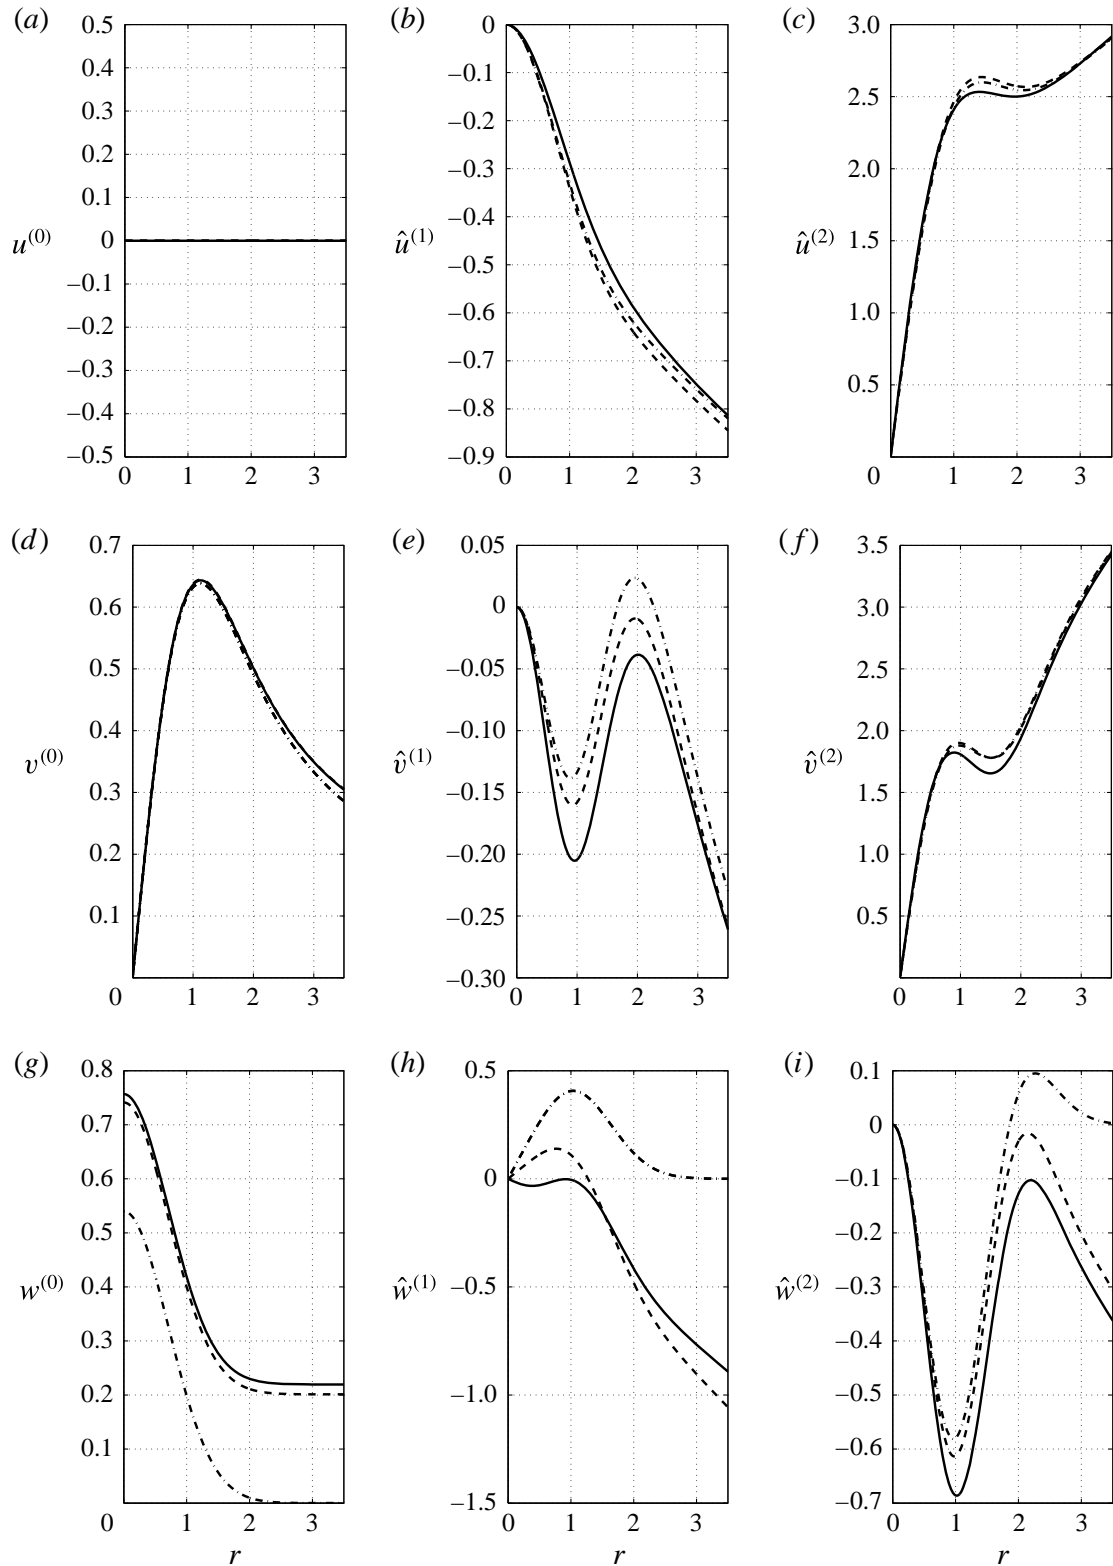 (a)
0.5
0.4
0.3
0.2
0.1
u^(0)
0
–0.1
–0.2
–0.3
–0.4
–0.5
0 1 2 3
(b)
0
–0.1
–0.2
–0.3
–0.4
û^(1)
–0.5
–0.6
–0.7
–0.8
–0.9
0 1 2 3
(c)
3.0
2.5
2.0
1.5
û^(2)
1.0
0.5
0 1 2 3
(d)
0.7
0.6
0.5
0.4
v^(0)
0.3
0.2
0.1
0 1 2 3
(e)
0.05
0
–0.05
–0.10
v̂^(1)
–0.15
–0.20
–0.25
–0.30
0 1 2 3
(f)
3.5
3.0
2.5
2.0
v̂^(2)
1.5
1.0
0.5
0 1 2 3
(g)
0.8
0.7
0.6
0.5
0.4
w^(0)
0.3
0.2
0.1
0 1 2 3
r
(h)
0.5
0
–0.5
ŵ^(1)
–1.0
–1.5
0 1 2 3
r
(i)
0.1
0
–0.1
–0.2
–0.3
ŵ^(2)
–0.4
–0.5
–0.6
–0.7
0 1 2 3
r